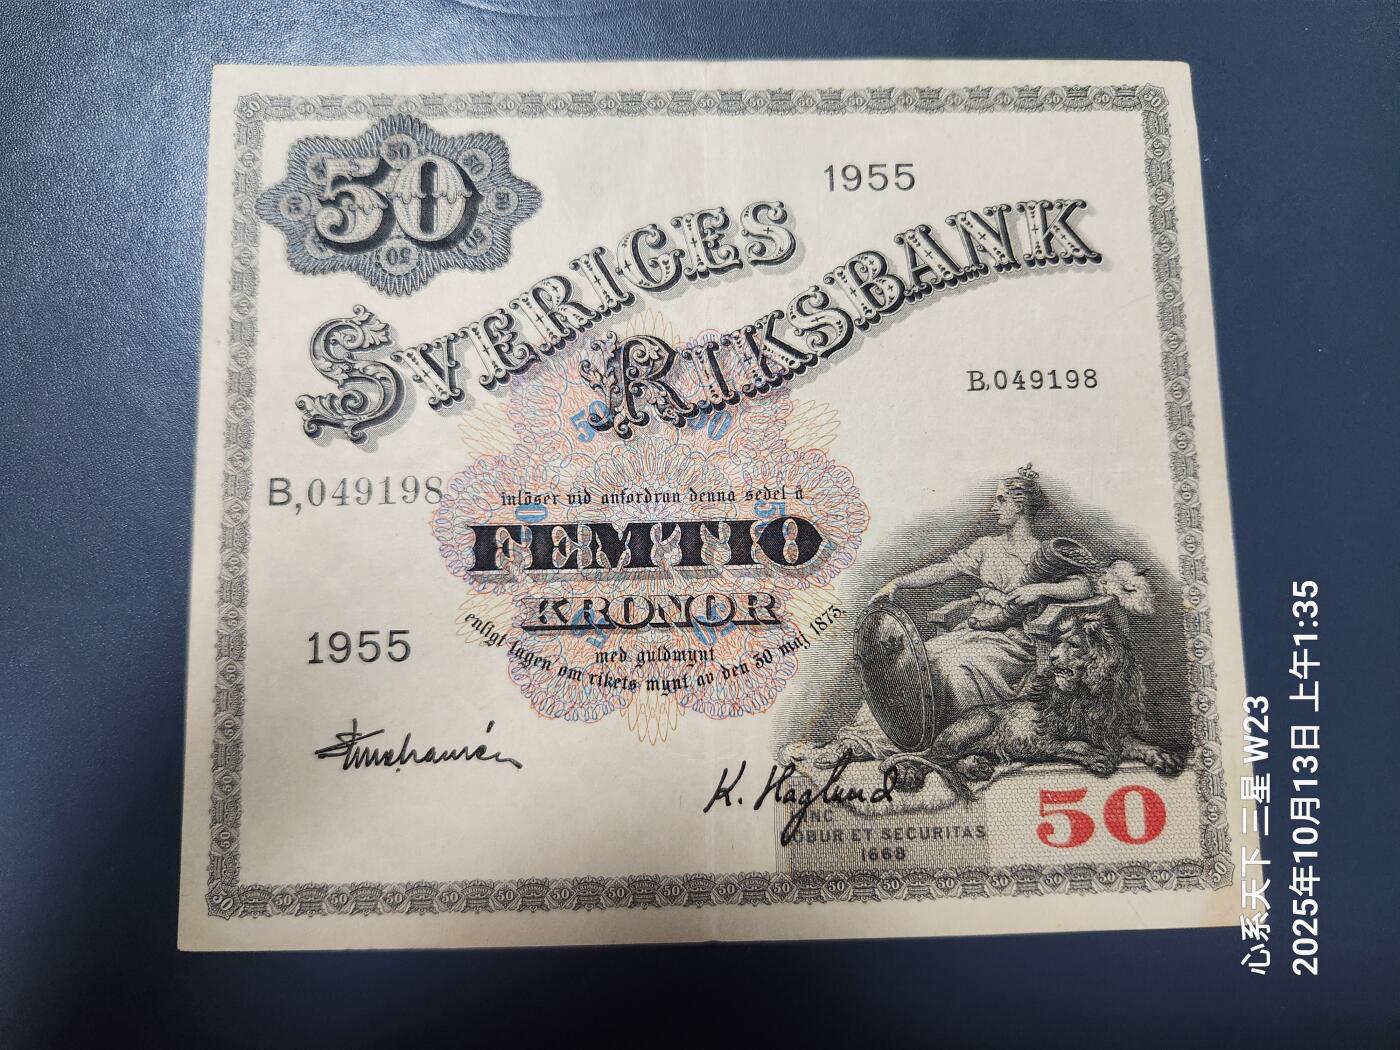 50
1955
SVERIGES
RIKSBANK
B,049198
B,049198
inlöser vid anfordran denna sedel å
FEMTIO
KRONOR
med guldmynt
enligt lagen om rikets mynt av den 30 maj 1873.
1955
K. Haglund
HINC
ROBUR ET SECURITAS
1668
50
心系天下 三星 W23
2025年10月13日 上午1:35